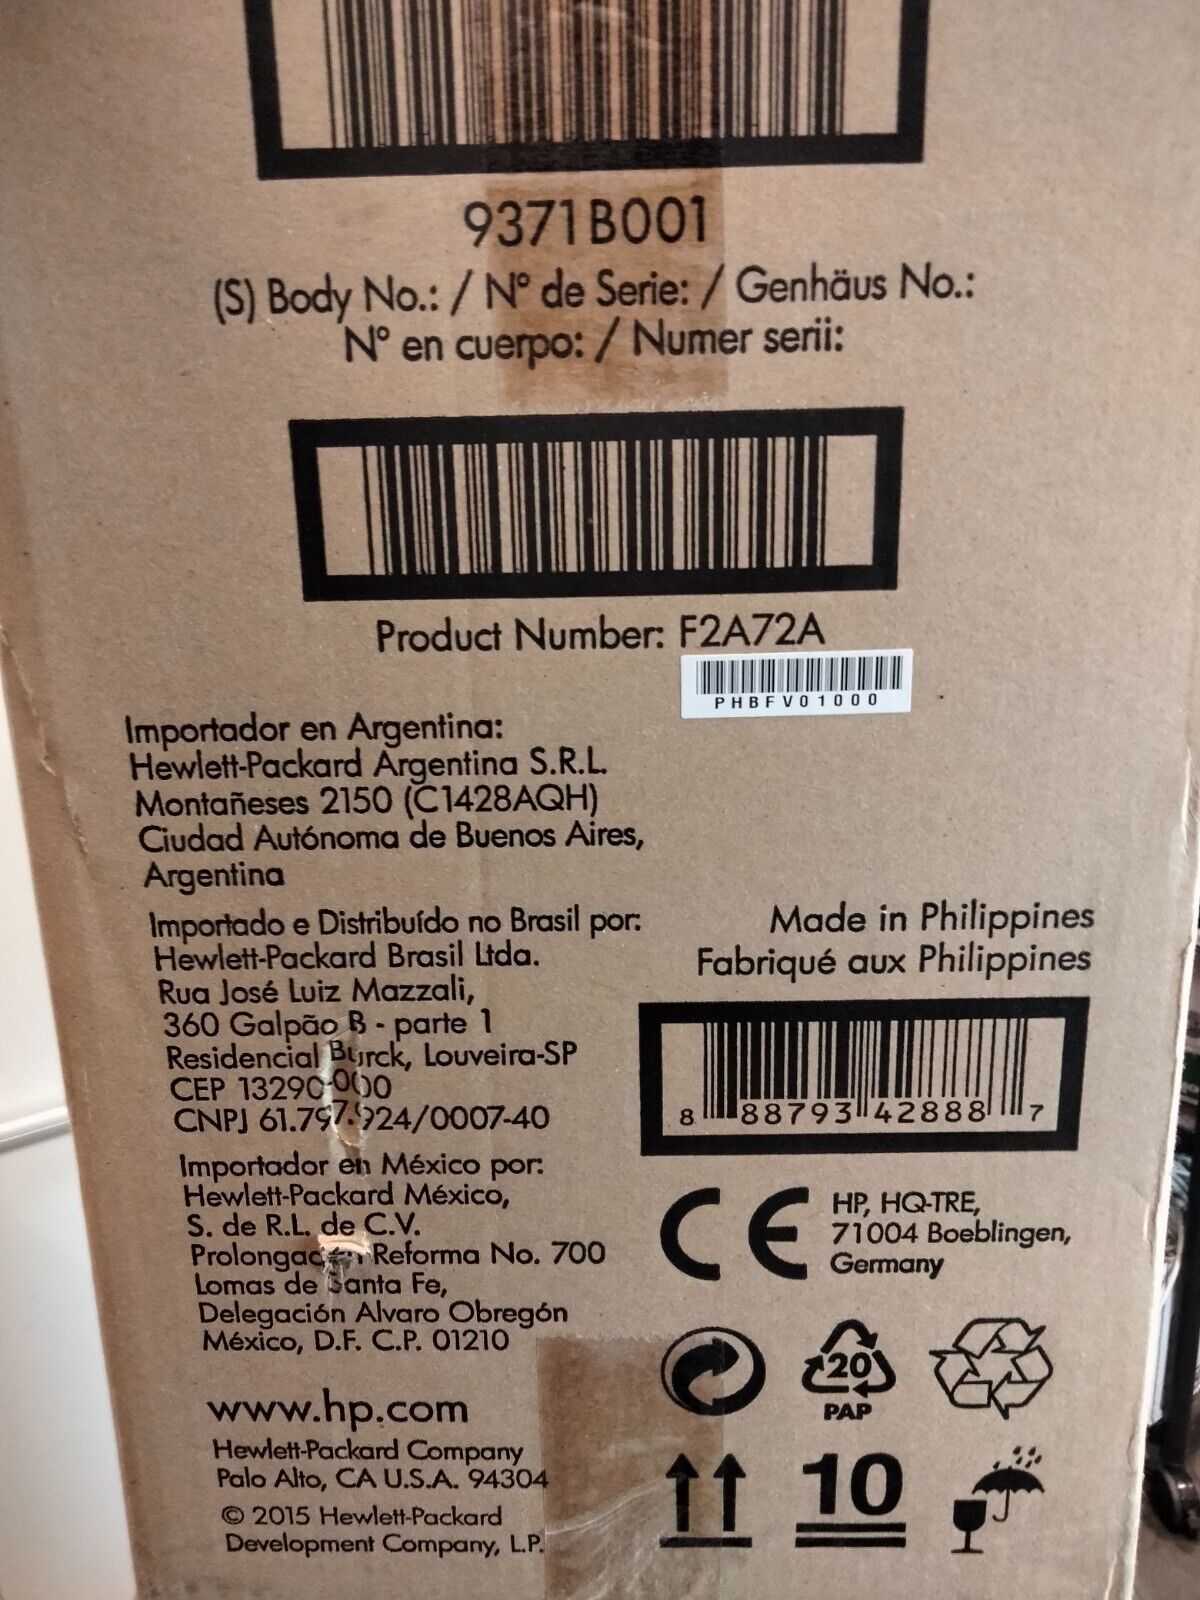 9371B001
(S) Body No.: / N° de Serie: / Genhäus No.:
N° en cuerpo: / Numer serii:
Product Number: F2A72A
PHBFV01000
Importador en Argentina:
Hewlett-Packard Argentina S.R.L.
Montañeses 2150 (C1428AQH)
Ciudad Autónoma de Buenos Aires,
Argentina
Importado e Distribuído no Brasil por:
Hewlett-Packard Brasil Ltda.
Rua José Luiz Mazzali,
360 Galpão B - parte 1
Residencial Burck, Louveira-SP
CEP 13290-000
CNPJ 61.797.924/0007-40
Importador en México por:
Hewlett-Packard México,
S. de R.L. de C.V.
Prolongación Reforma No. 700
Lomas de Santa Fe,
Delegación Alvaro Obregón
México, D.F. C.P. 01210
www.hp.com
Hewlett-Packard Company
Palo Alto, CA U.S.A. 94304
© 2015 Hewlett-Packard
Development Company, L.P.
Made in Philippines
Fabriqué aux Philippines
8 88793 42888 7
CE
HP, HQ-TRE,
71004 Boeblingen,
Germany
20
PAP
10